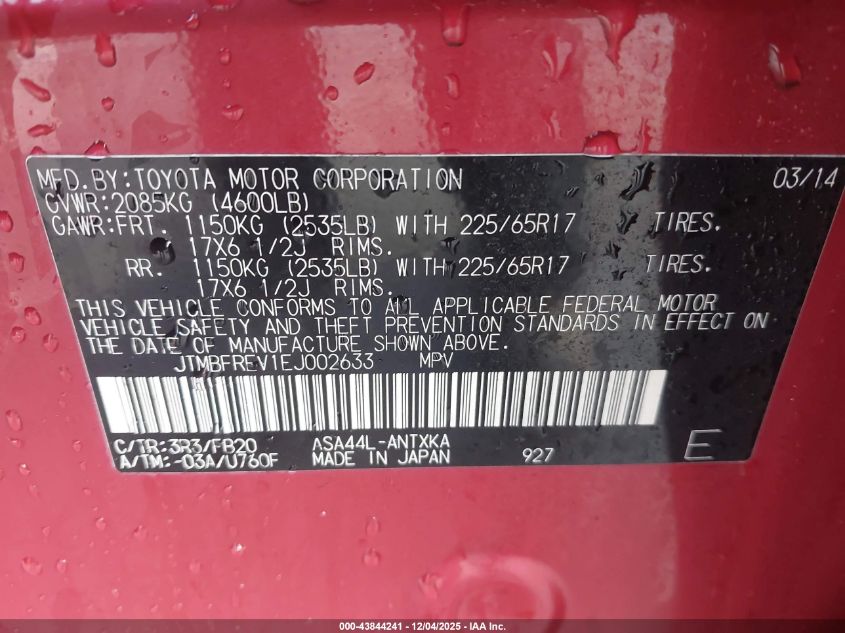 MFD.BY:TOYOTA MOTOR CORPORATION 03/14
GVWR:2085KG (4600LB)
GAWR:FRT. 1150KG (2535LB) WITH 225/65R17 TIRES.
17X6 1/2J RIMS.
RR. 1150KG (2535LB) WITH 225/65R17 TIRES.
17X6 1/2J RIMS.
THIS VEHICLE CONFORMS TO ALL APPLICABLE FEDERAL MOTOR
VEHICLE SAFETY AND THEFT PREVENTION STANDARDS IN EFFECT ON
THE DATE OF MANUFACTURE SHOWN ABOVE.
JTMBFREV1EJ002633 MPV
C/TR:3R3/FB20 ASA44L-ANTXKA
A/TM:-03A/U760F MADE IN JAPAN 927 E
000-43844241 - 12/04/2025 - IAA Inc.